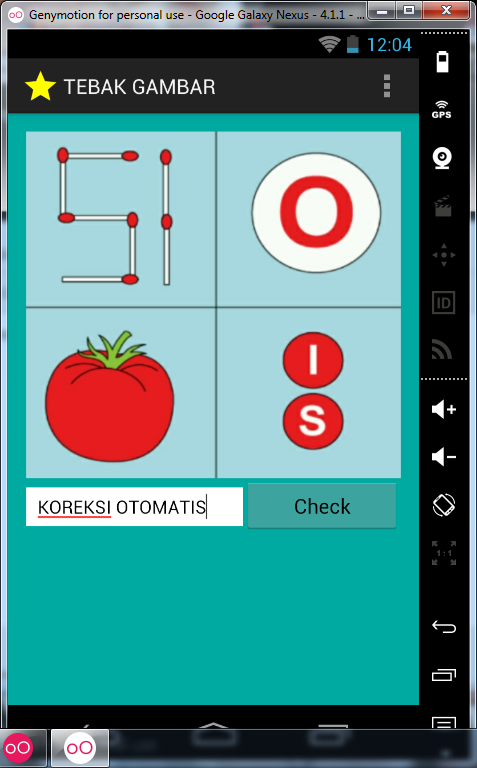 Genymotion for personal use - Google Galaxy Nexus - 4.1.1 - ...
12:04
TEBAK GAMBAR
GPS
SI
O
I
S
KOREKSI OTOMATIS
Check
ID
1:1